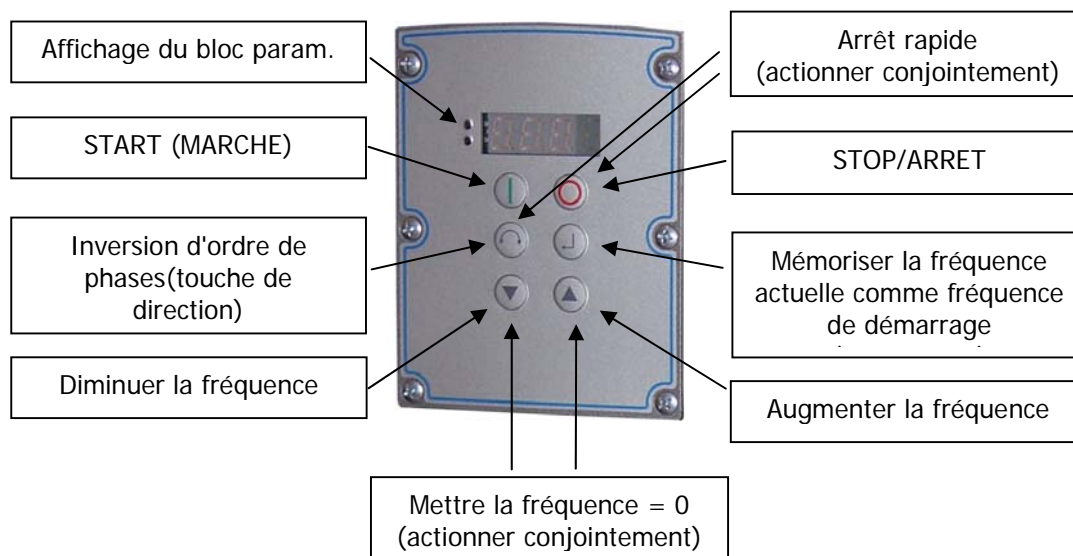 Affichage du bloc param.
START (MARCHE)
Inversion d'ordre de
phases(touche de
direction)
Diminuer la fréquence
Arrêt rapide
(actionner conjointement)
STOP/ARRET
Mémoriser la fréquence
actuelle comme fréquence
de démarrage
Augmenter la fréquence
Mettre la fréquence = 0
(actionner conjointement)